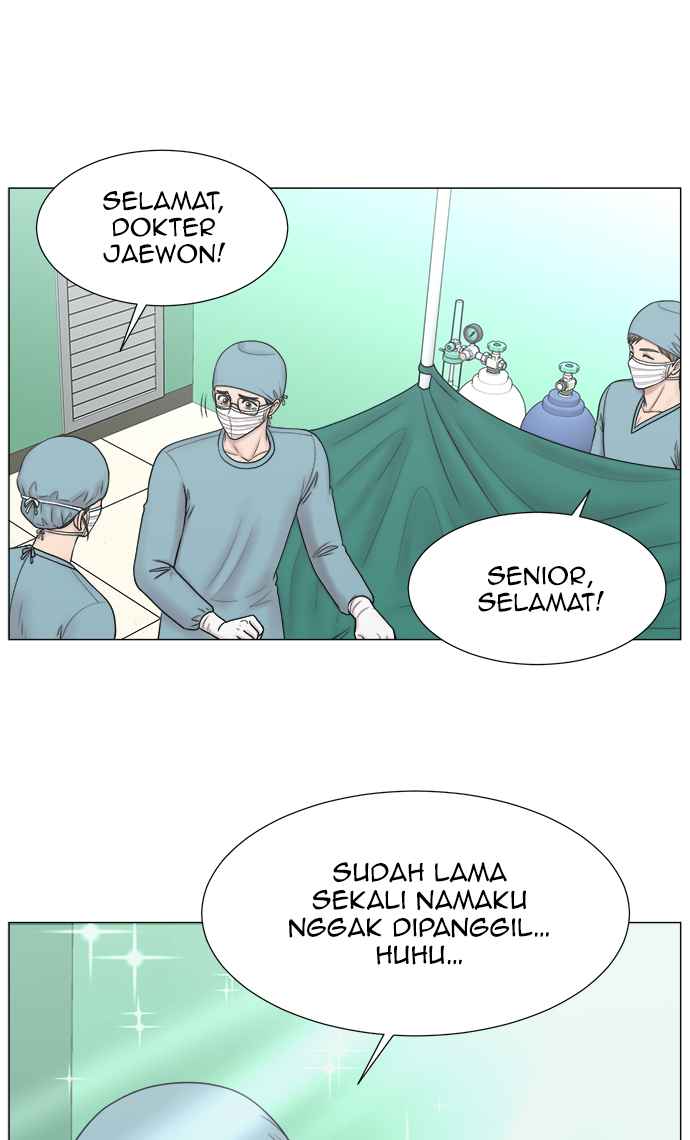 SELAMAT,
DOKTER
JAEWON!
SENIOR,
SELAMAT!
SUDAH LAMA
SEKALI NAMAKU
NGGAK DIPANGGIL...
HUHU...